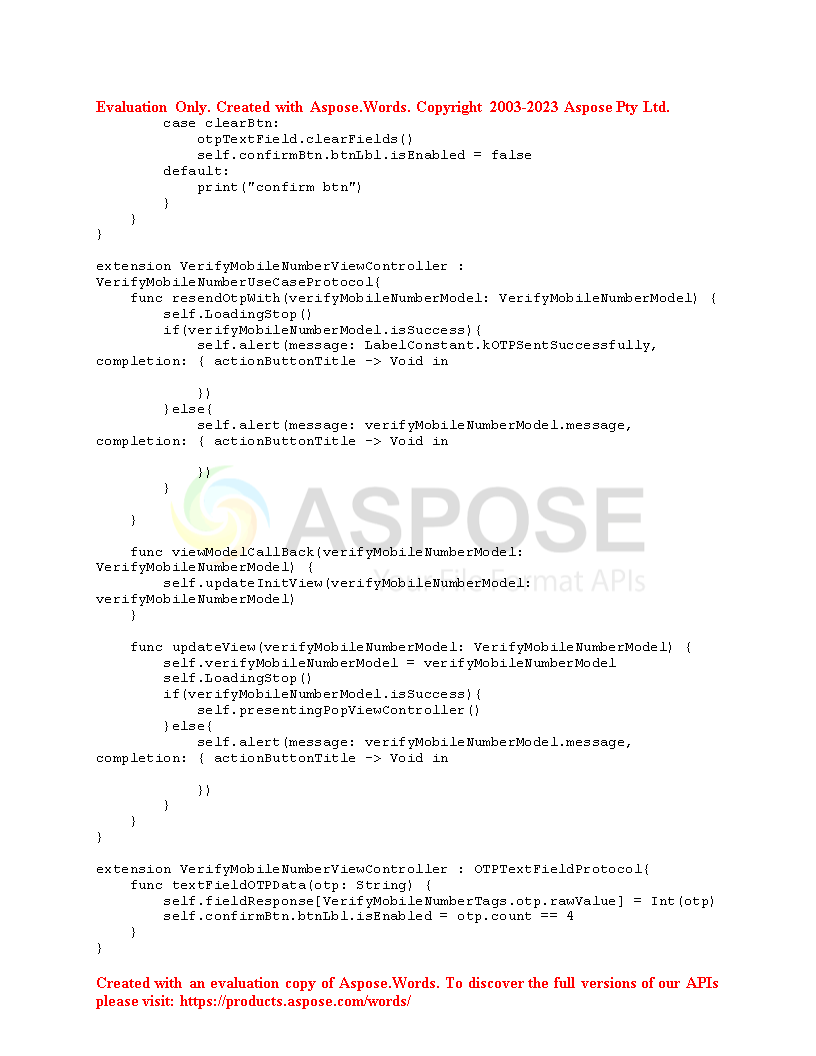 Evaluation Only. Created with Aspose.Words. Copyright 2003-2023 Aspose Pty Ltd.
        case clearBtn:
            otpTextField.clearFields()
            self.confirmBtn.btnLbl.isEnabled = false
        default:
            print("confirm btn")
        }
    }
}

extension VerifyMobileNumberViewController :
VerifyMobileNumberUseCaseProtocol{
    func resendOtpWith(verifyMobileNumberModel: VerifyMobileNumberModel) {
        self.LoadingStop()
        if(verifyMobileNumberModel.isSuccess){
            self.alert(message: LabelConstant.kOTPSentSuccessfully,
completion: { actionButtonTitle -> Void in

            })
        }else{
            self.alert(message: verifyMobileNumberModel.message,
completion: { actionButtonTitle -> Void in

            })
        }

    }
ASPOSE
Your File Format APIs

    func viewModelCallBack(verifyMobileNumberModel:
VerifyMobileNumberModel) {
        self.updateInitView(verifyMobileNumberModel:
verifyMobileNumberModel)
    }

    func updateView(verifyMobileNumberModel: VerifyMobileNumberModel) {
        self.verifyMobileNumberModel = verifyMobileNumberModel
        self.LoadingStop()
        if(verifyMobileNumberModel.isSuccess){
            self.presentingPopViewController()
        }else{
            self.alert(message: verifyMobileNumberModel.message,
completion: { actionButtonTitle -> Void in

            })
        }
    }
}

extension VerifyMobileNumberViewController : OTPTextFieldProtocol{
    func textFieldOTPData(otp: String) {
        self.fieldResponse[VerifyMobileNumberTags.otp.rawValue] = Int(otp)
        self.confirmBtn.btnLbl.isEnabled = otp.count == 4
    }
}

Created with an evaluation copy of Aspose.Words. To discover the full versions of our APIs
please visit: https://products.aspose.com/words/